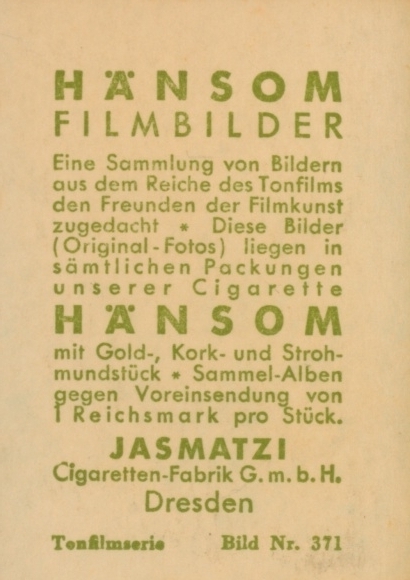 HÄNSOM
FILMBILDER
Eine Sammlung von Bildern
aus dem Reiche des Tonfilms
den Freunden der Filmkunst
zugedacht * Diese Bilder
(Original-Fotos) liegen in
sämtlichen Packungen
unserer Cigarette
HÄNSOM
mit Gold-, Kork- und Stroh-
mundstück * Sammel-Alben
gegen Voreinsendung von
1 Reichsmark pro Stück.
JASMATZI
Cigaretten-Fabrik G. m. b. H.
Dresden
Tonfilmserie Bild Nr. 371